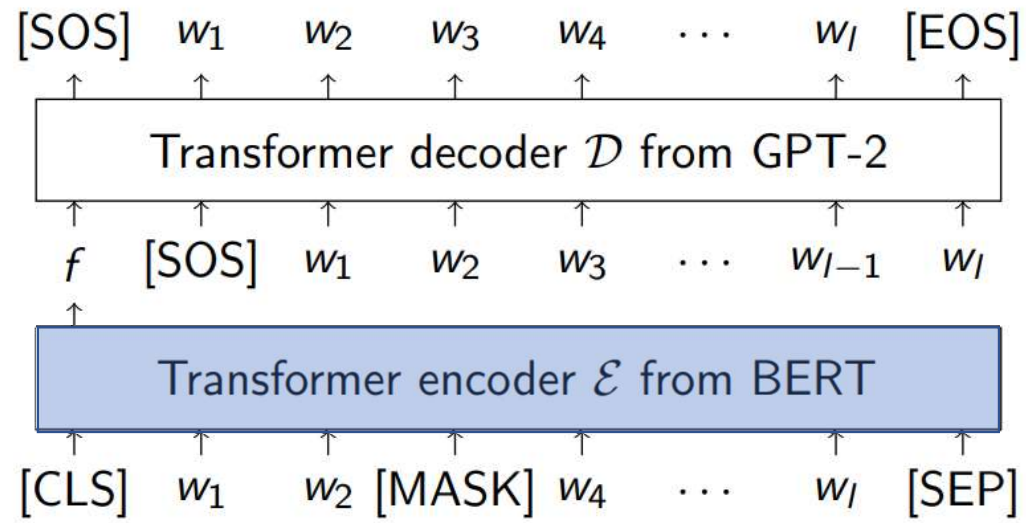 [SOS] w₁ w₂ w₃ w₄ ⋯ wₗ [EOS]
Transformer decoder 𝒟 from GPT-2
f [SOS] w₁ w₂ w₃ ⋯ wₗ₋₁ wₗ
Transformer encoder ℰ from BERT
[CLS] w₁ w₂ [MASK] w₄ ⋯ wₗ [SEP]